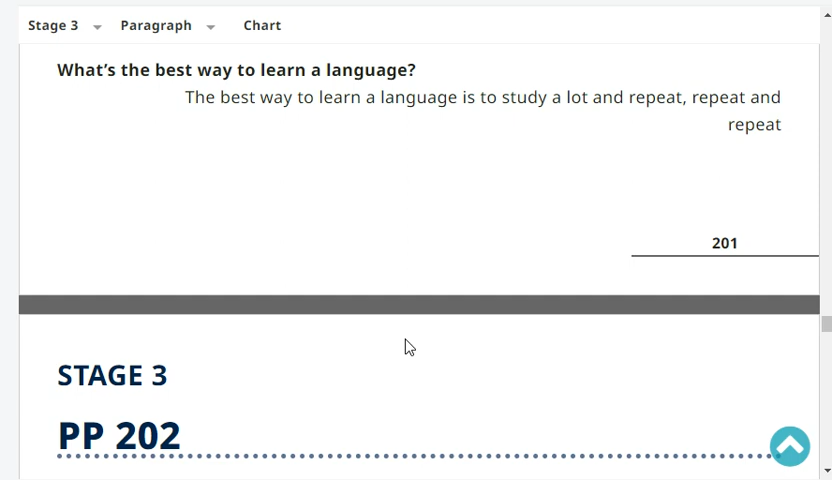 Stage 3 Paragraph Chart
What's the best way to learn a language?
The best way to learn a language is to study a lot and repeat, repeat and
repeat
201
STAGE 3
PP 202